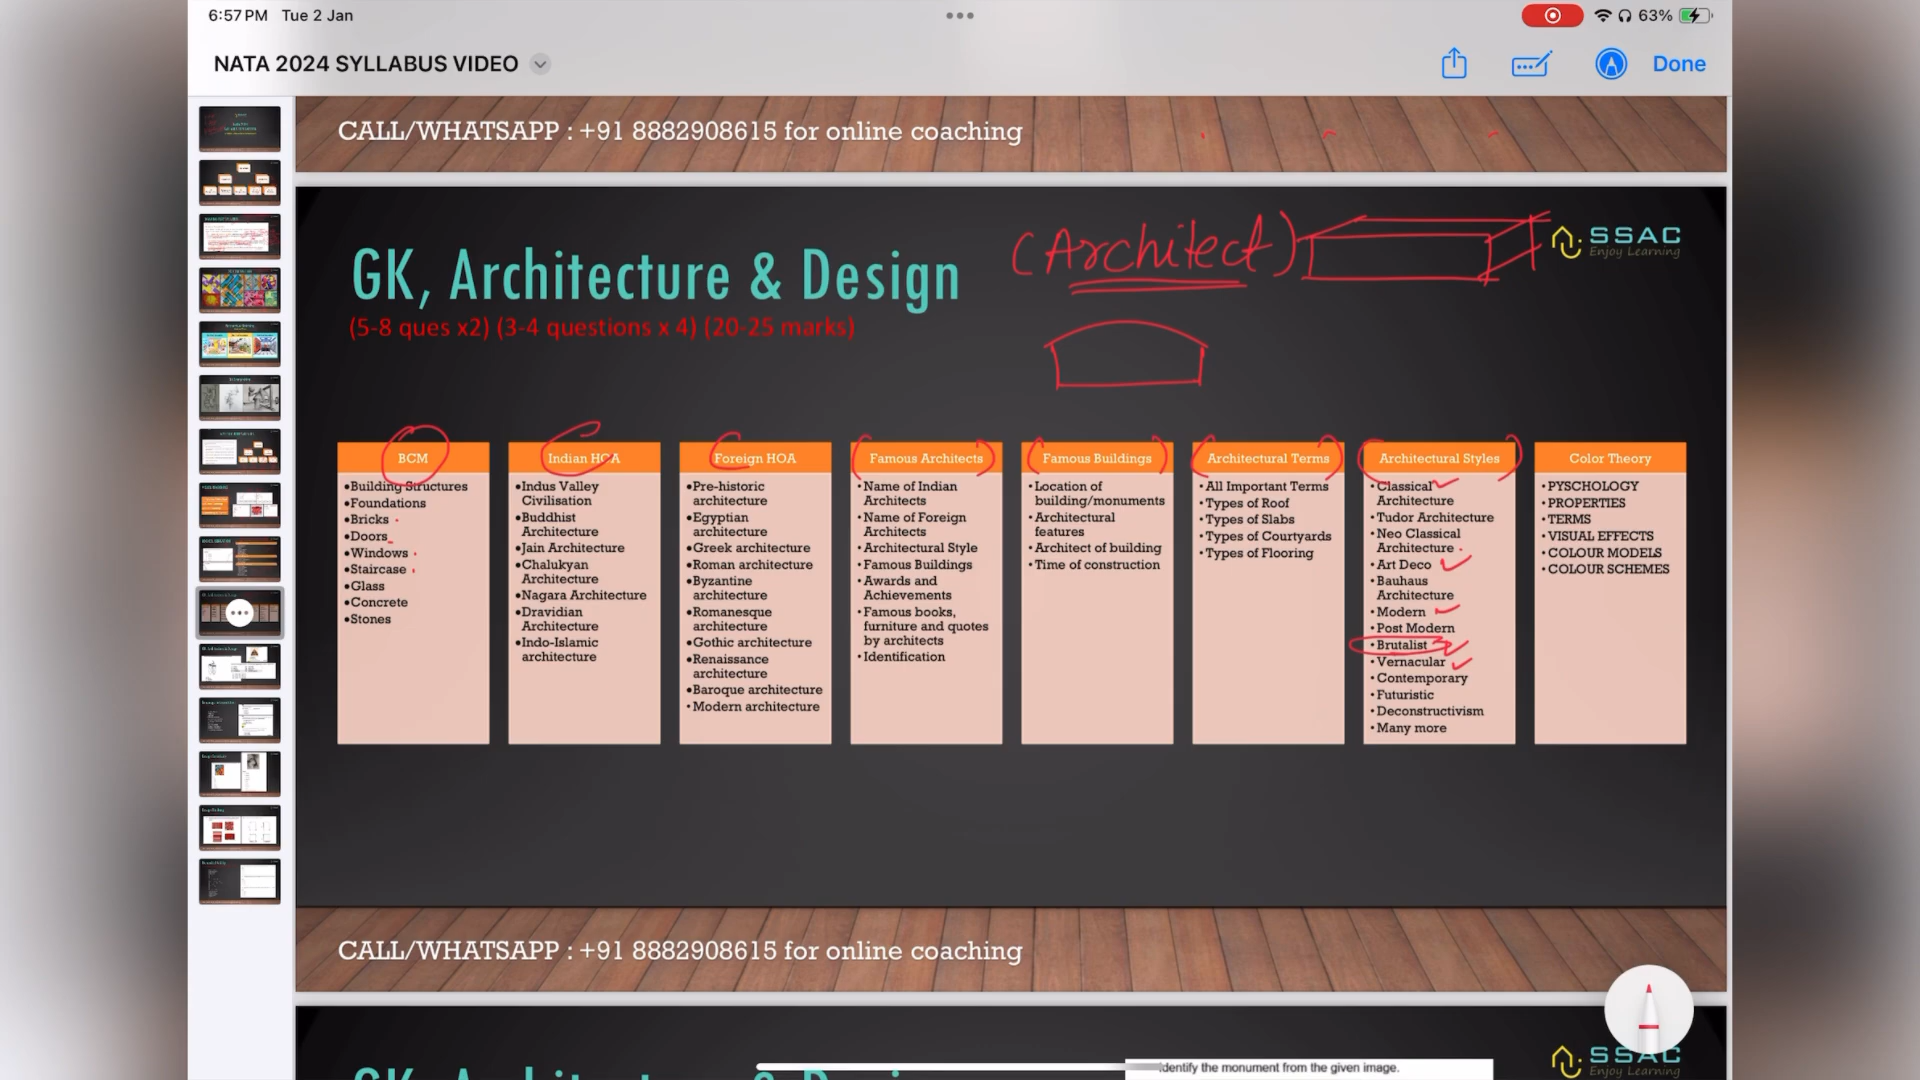 6:57 PM Tue 2 Jan
63%
NATA 2024 SYLLABUS VIDEO
Done
CALL/WHATSAPP : +91 8882908615 for online coaching
GK, Architecture & Design
(Architect)
SSAC
Enjoy Learning
(5-8 ques x2) (3-4 questions x 4) (20-25 marks)
BCM
•Building Structures
•Foundations
•Bricks
•Doors
•Windows
•Staircase
•Glass
•Concrete
•Stones
Indian HOA
•Indus Valley
Civilisation
•Buddhist
Architecture
•Jain Architecture
•Chalukyan
Architecture
•Nagara Architecture
•Dravidian
Architecture
•Indo-Islamic
architecture
Foreign HOA
•Pre-historic
architecture
•Egyptian
architecture
•Greek architecture
•Roman architecture
•Byzantine
architecture
•Romanesque
architecture
•Gothic architecture
•Renaissance
architecture
•Baroque architecture
•Modern architecture
Famous Architects
•Name of Indian
Architects
•Name of Foreign
Architects
•Architectural Style
•Famous Buildings
•Awards and
Achievements
•Famous books,
furniture and quotes
by architects
•Identification
Famous Buildings
•Location of
building/monuments
•Architectural
features
•Architect of building
•Time of construction
Architectural Terms
•All Important Terms
•Types of Roof
•Types of Slabs
•Types of Courtyards
•Types of Flooring
Architectural Styles
•Classical
Architecture
•Tudor Architecture
•Neo Classical
Architecture
•Art Deco
•Bauhaus
Architecture
•Modern
•Post Modern
•Brutalist
•Vernacular
•Contemporary
•Futuristic
•Deconstructivism
•Many more
Color Theory
•PYSCHOLOGY
•PROPERTIES
•TERMS
•VISUAL EFFECTS
•COLOUR MODELS
•COLOUR SCHEMES
CALL/WHATSAPP : +91 8882908615 for online coaching
GK, Architecture & Design
identify the monument from the given image.
SSAC
Enjoy Learning